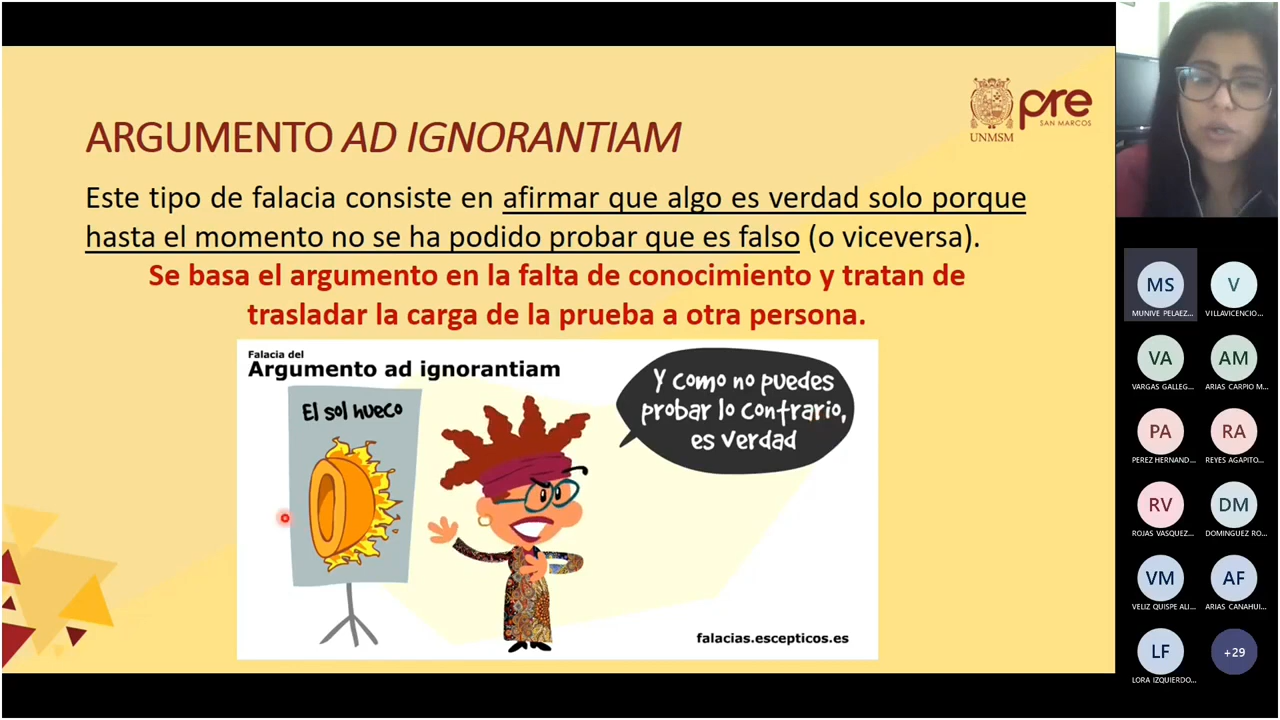 ARGUMENTO AD IGNORANTIAM
UNMSM
pre
SAN MARCOS
Este tipo de falacia consiste en afirmar que algo es verdad solo porque
hasta el momento no se ha podido probar que es falso (o viceversa).
Se basa el argumento en la falta de conocimiento y tratan de
trasladar la carga de la prueba a otra persona.
Falacia del
Argumento ad ignorantiam
El sol hueco
Y como no puedes
probar lo contrario,
es verdad
falacias.escepticos.es
MS
MUNIVE PELAEZ...
V
VILLAVICENCIO...
VA
VARGAS GALLEG...
AM
ARIAS CARPIO M...
PA
PEREZ HERNAND...
RA
REYES AGAPITO...
RV
ROJAS VASQUEZ...
DM
DOMINGUEZ RO...
VM
VELIZ QUISPE ALI...
AF
ARIAS CANAHUI...
LF
LORA IZQUIERDO...
+29